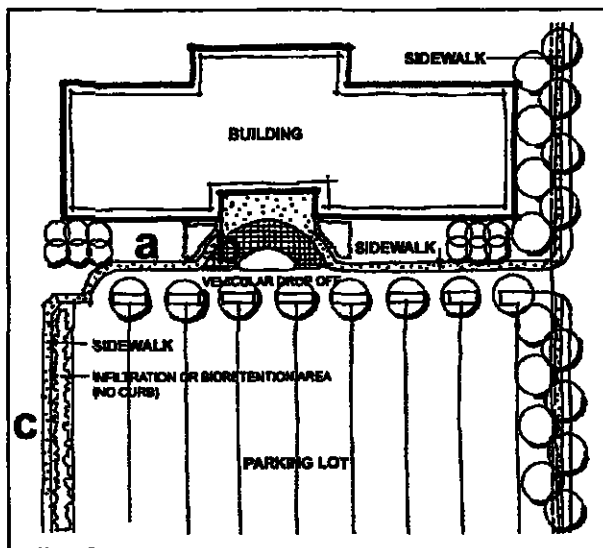 SIDEWALK
BUILDING
a
b
SIDEWALK
VEHICULAR DROP OFF
SIDEWALK
INFILTRATION OR BIORETENTION AREA
(NO CURB)
C
PARKING LOT